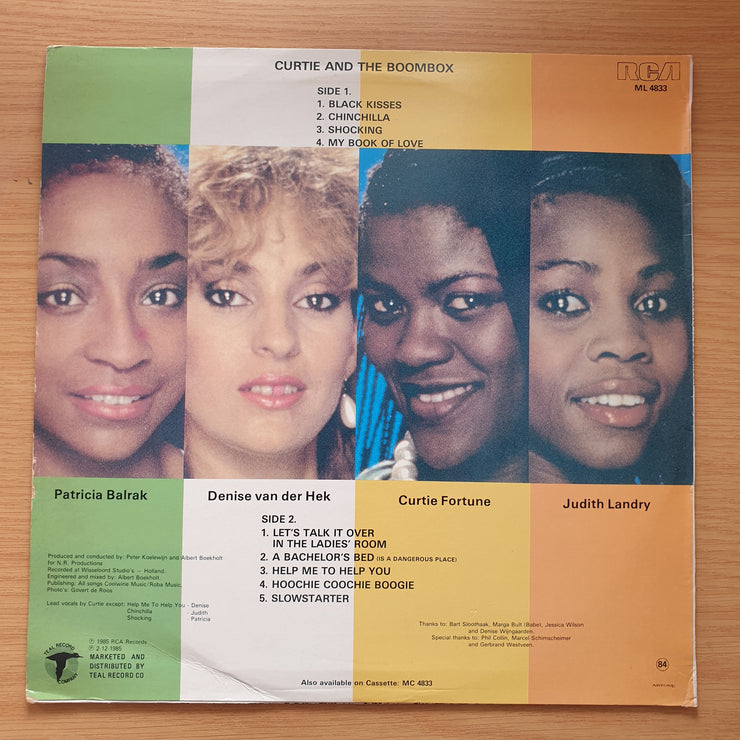 CURTIE AND THE BOOMBOX
RCA
ML 4833
SIDE 1.
1. BLACK KISSES
2. CHINCHILLA
3. SHOCKING
4. MY BOOK OF LOVE
Patricia Balrak
Denise van der Hek
Curtie Fortune
Judith Landry
SIDE 2.
1. LET'S TALK IT OVER
IN THE LADIES' ROOM
2. A BACHELOR'S BED (IS A DANGEROUS PLACE)
3. HELP ME TO HELP YOU
4. HOOCHIE COOCHIE BOOGIE
5. SLOWSTARTER
Produced and conducted by: Peter Koelewijn and Albert Boekholt
for N.R. Productions
Recorded at Wisseloord Studio's – Holland.
Engineered and mixed by: Albert Boekholt.
Publishing: All songs Coolwine Music/Roba Music
Photo's: Govert de Roos
Lead vocals by Curtie except: Help Me To Help You - Denise
Chinchilla - Judith
Shocking - Patricia
Thanks to: Bart Sloothaak, Marga Bult (Babe), Jessica Wilson
and Denise Wijngaarden.
Special thanks to: Phil Collin, Marcel Schimscheimer
and Gerbrand Westveen.
℗ 1985 RCA Records
℗ 2-12 1985
MARKETED AND
DISTRIBUTED BY
TEAL RECORD CO
TEAL RECORD
COMPANY
Also available on Cassette: MC 4833
84
ARTONE